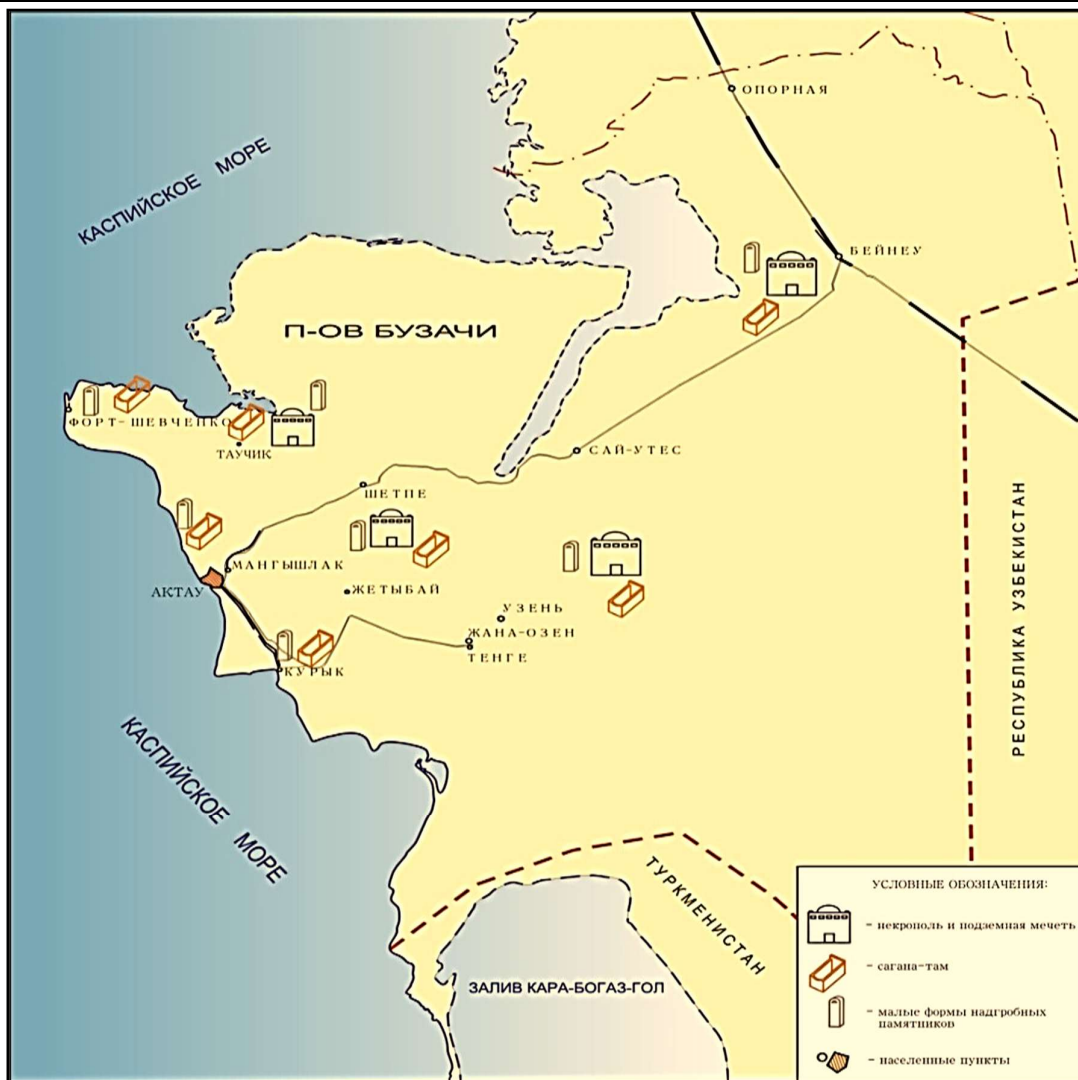 ОПОРНАЯ
КАСПИЙСКОЕ МОРЕ
БЕЙНЕУ
П-ОВ БУЗАЧИ
ФОРТ-ШЕВЧЕНКО
ТАУЧИК
САЙ-УТЕС
ШЕТПЕ
МАНГЫШЛАК
АКТАУ
ЖЕТЫБАЙ
УЗЕНЬ
ЖАНА-ОЗЕН
ТЕНГЕ
КУРЫК
РЕСПУБЛИКА УЗБЕКИСТАН
КАСПИЙСКОЕ МОРЕ
ТУРКМЕНИСТАН
ЗАЛИВ КАРА-БОГАЗ-ГОЛ
УСЛОВНЫЕ ОБОЗНАЧЕНИЯ:
- некрополь и подземная мечеть
- сагана-там
- малые формы надгробных
памятников
- населенные пункты